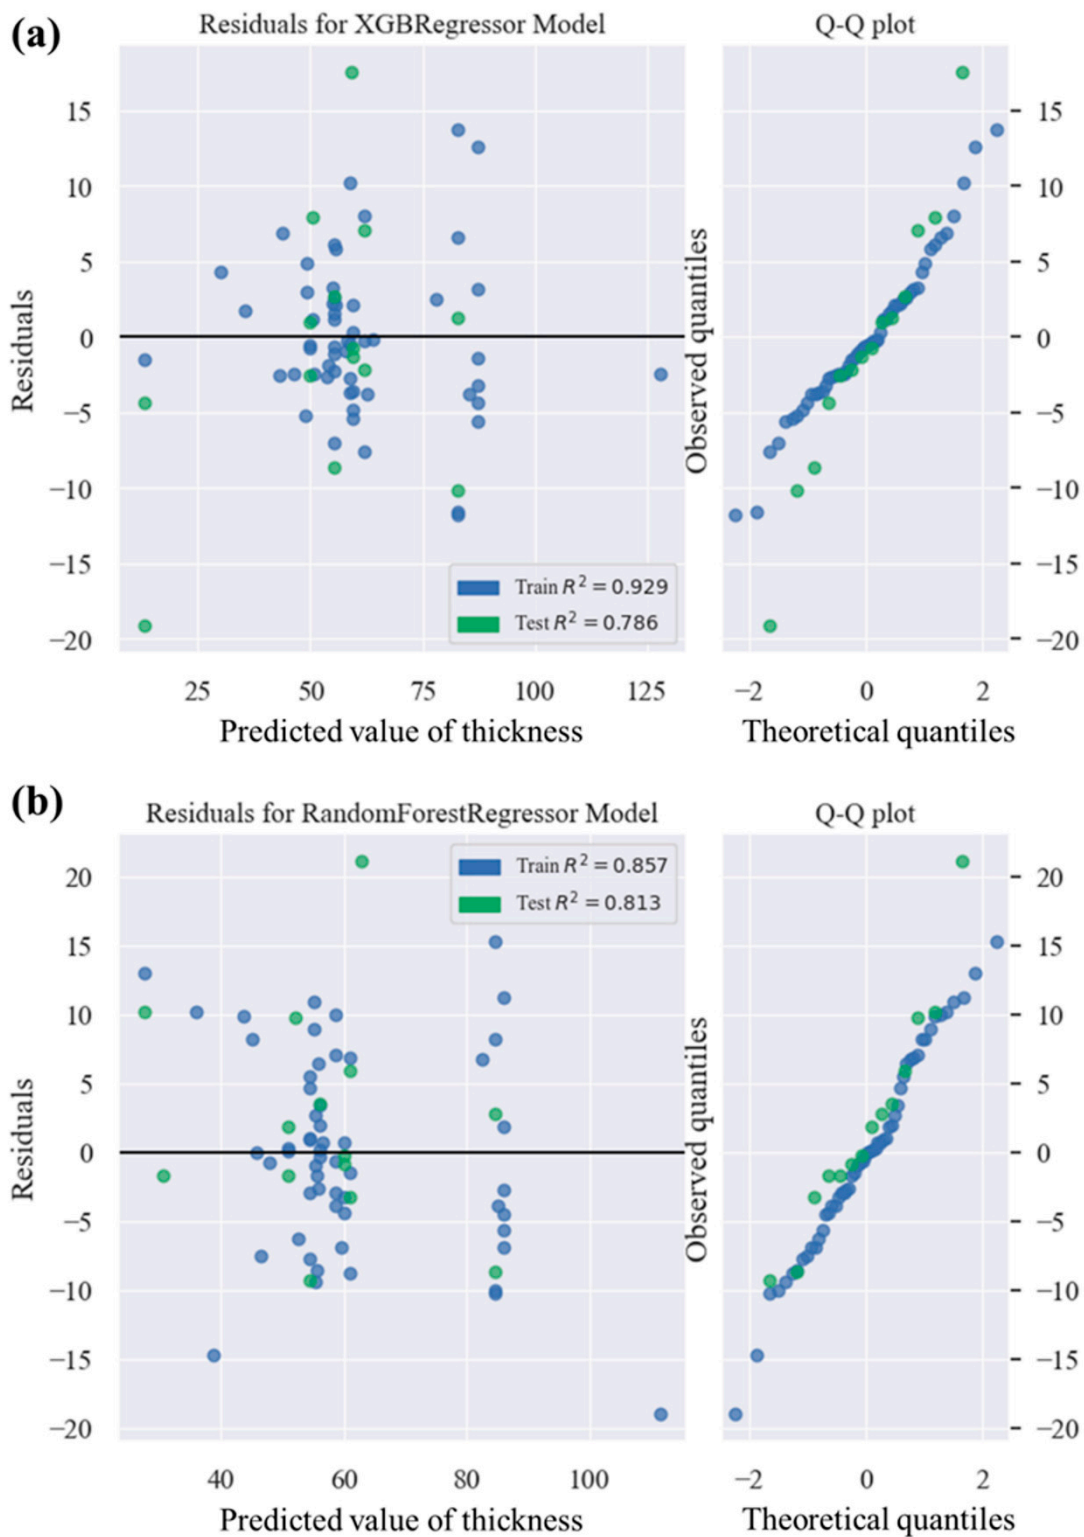 (a)
Residuals for XGBRegressor Model
Q-Q plot
15
10
5
0
−5
−10
−15
−20
Residuals
Train R² = 0.929
Test R² = 0.786
25 50 75 100 125
Predicted value of thickness
Observed quantiles
15
10
5
0
−5
−10
−15
−20
−2 0 2
Theoretical quantiles
(b)
Residuals for RandomForestRegressor Model
Q-Q plot
20
15
10
5
0
−5
−10
−15
−20
Residuals
Train R² = 0.857
Test R² = 0.813
40 60 80 100
Predicted value of thickness
Observed quantiles
20
15
10
5
0
−5
−10
−15
−20
−2 0 2
Theoretical quantiles